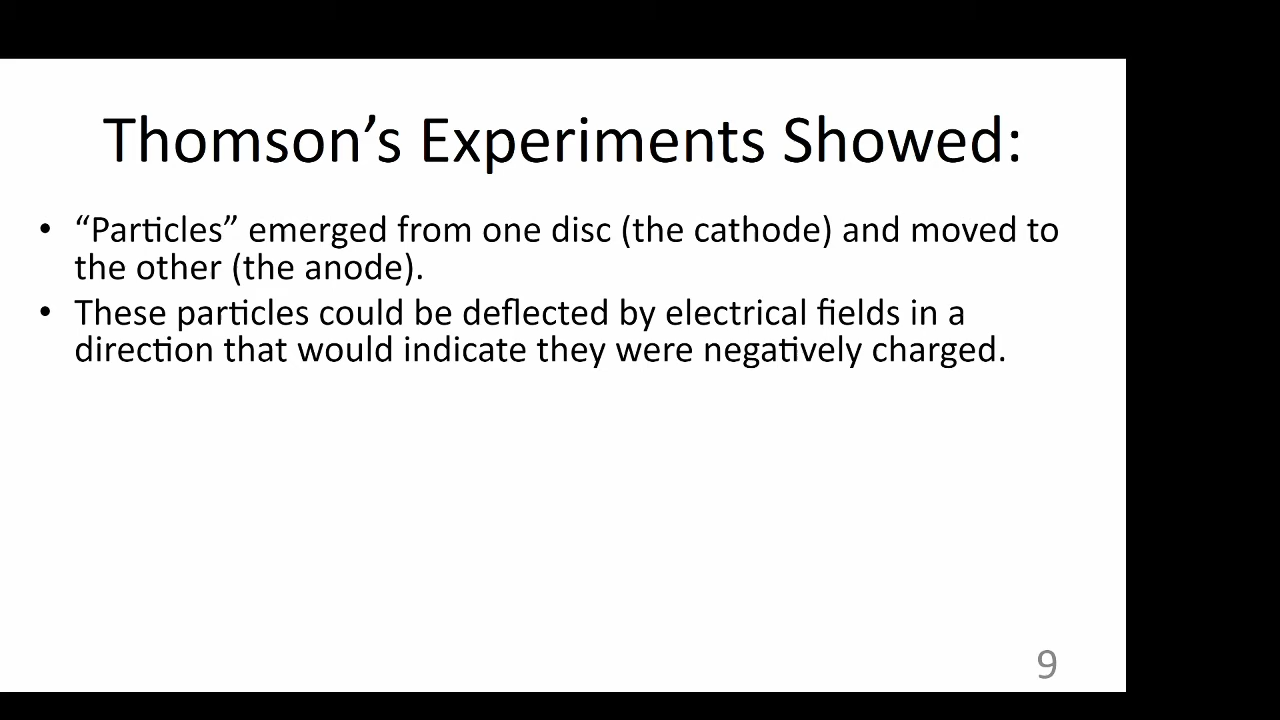 Thomson’s Experiments Showed:
• “Particles” emerged from one disc (the cathode) and moved to
the other (the anode).
• These particles could be deflected by electrical fields in a
direction that would indicate they were negatively charged.
9